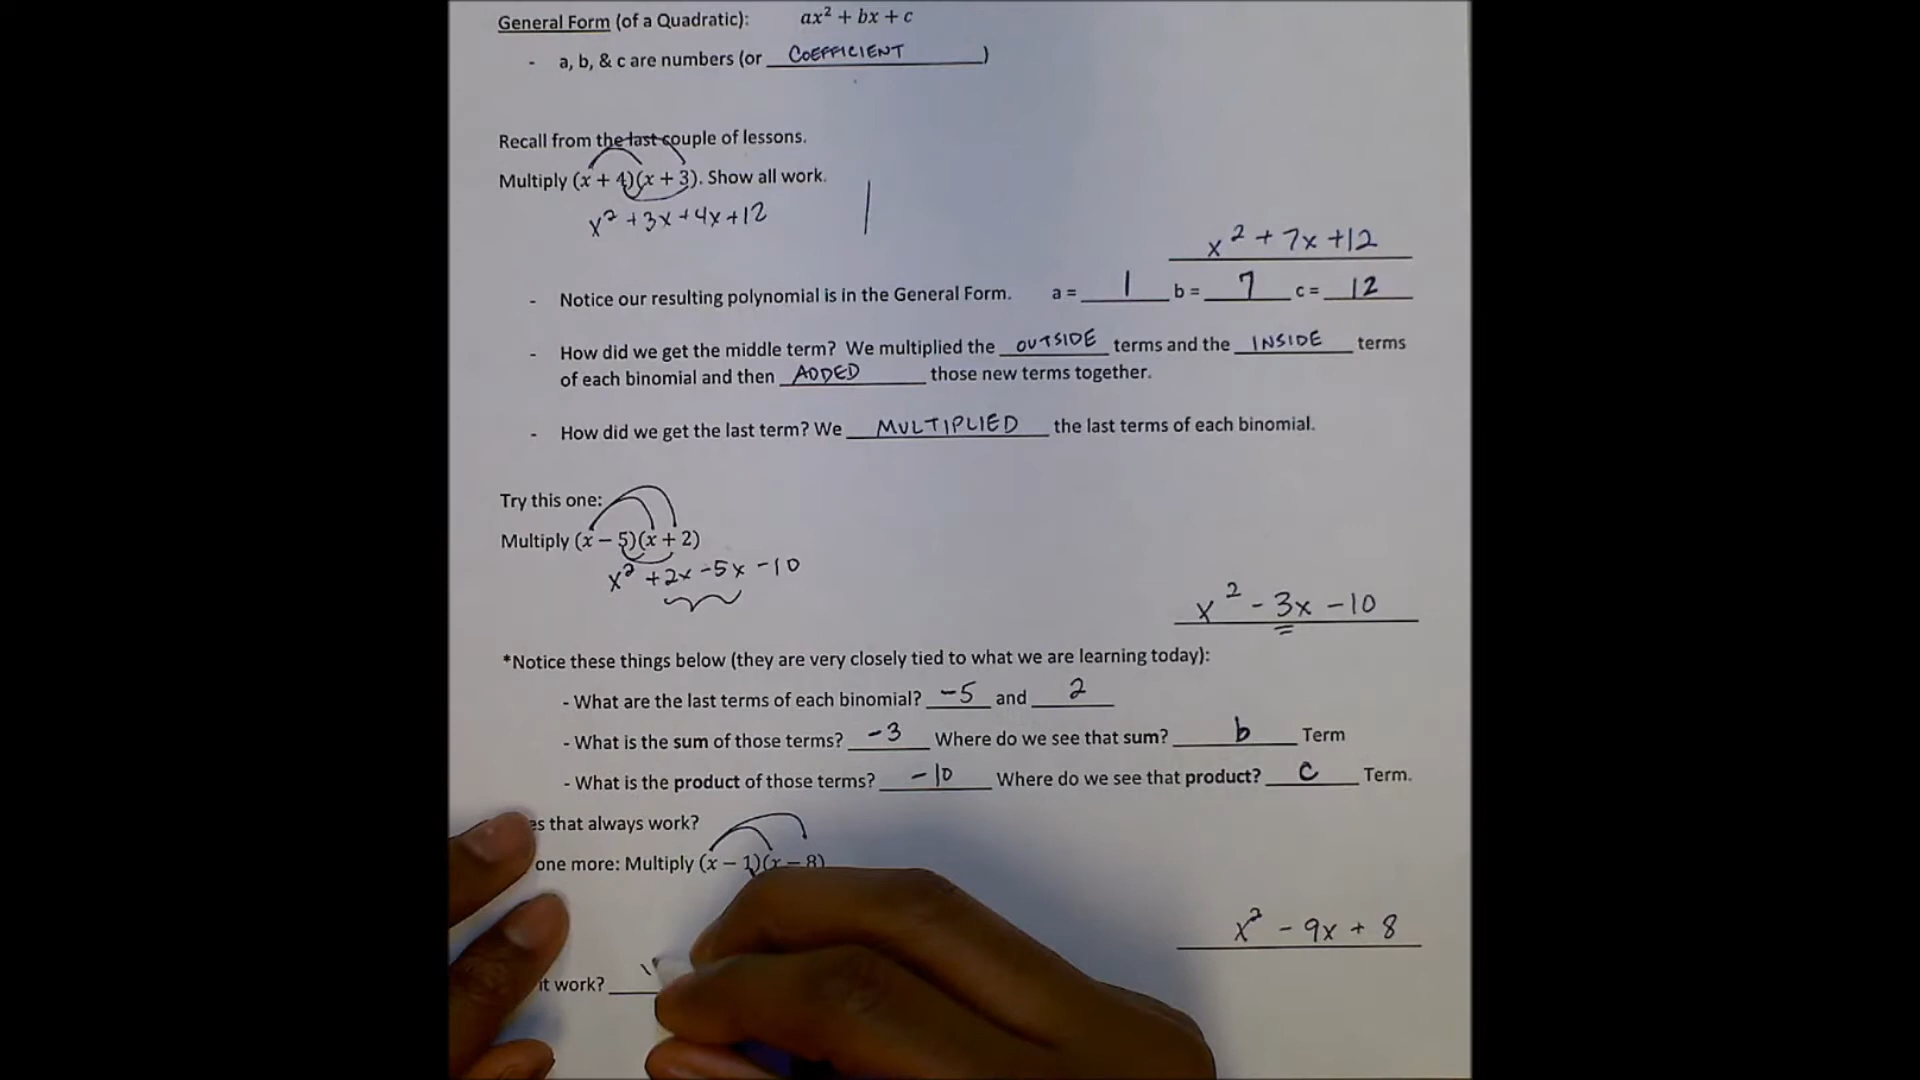 General Form (of a Quadratic): ax² + bx + c
- a, b, & c are numbers (or COEFFICIENT )
Recall from the last couple of lessons.
Multiply (x + 4)(x + 3). Show all work.
x² + 3x + 4x + 12
x² + 7x + 12
- Notice our resulting polynomial is in the General Form. a = 1 b = 7 c = 12
- How did we get the middle term? We multiplied the OUTSIDE terms and the INSIDE terms
of each binomial and then ADDED those new terms together.
- How did we get the last term? We MULTIPLIED the last terms of each binomial.
Try this one:
Multiply (x − 5)(x + 2)
x² + 2x - 5x - 10
x² - 3x - 10
*Notice these things below (they are very closely tied to what we are learning today):
- What are the last terms of each binomial? -5 and 2
- What is the sum of those terms? -3 Where do we see that sum? b Term
- What is the product of those terms? -10 Where do we see that product? c Term.
es that always work?
one more: Multiply (x − 1)(x − 8)
x² - 9x + 8
it work?